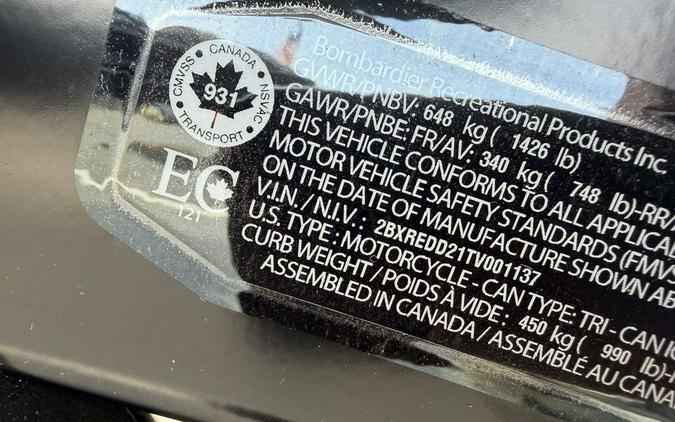 CANADA
CMVSS
NSVAC
931
TRANSPORT
EC
121
Bombardier Recreational Products Inc.
GVWR/PNBV: 648 kg ( 1426 lb)
GAWR/PNBE: FR/AV: 340 kg ( 748 lb)-RR/
THIS VEHICLE CONFORMS TO ALL APPLICA
MOTOR VEHICLE SAFETY STANDARDS (FMVS
ON THE DATE OF MANUFACTURE SHOWN AB
V.I.N. / N.I.V.: 2BXREDD21TV001137
U.S. TYPE : MOTORCYCLE - CAN TYPE: TRI - CAN IC
CURB WEIGHT / POIDS À VIDE: 450 kg ( 990 lb)-
ASSEMBLED IN CANADA / ASSEMBLÉ AU CANA